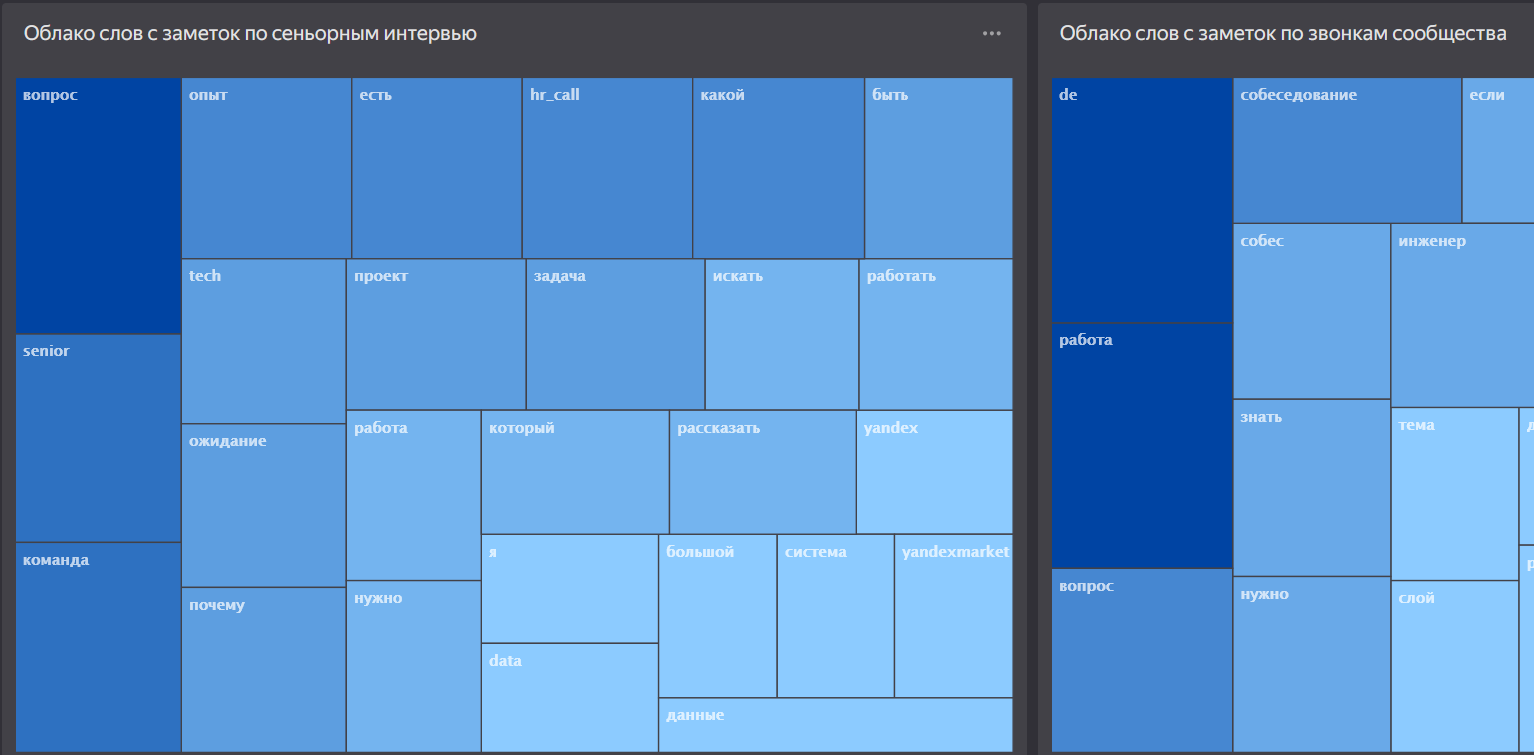 Облако слов с заметок по сеньорным интервью
вопрос
опыт
есть
hr_call
какой
быть
tech
проект
задача
искать
работать
senior
ожидание
работа
который
рассказать
yandex
команда
почему
нужно
я
большой
система
yandexmarket
data
данные
Облако слов с заметок по звонкам сообщества
de
собеседование
если
собес
инженер
работа
знать
тема
вопрос
нужно
слой